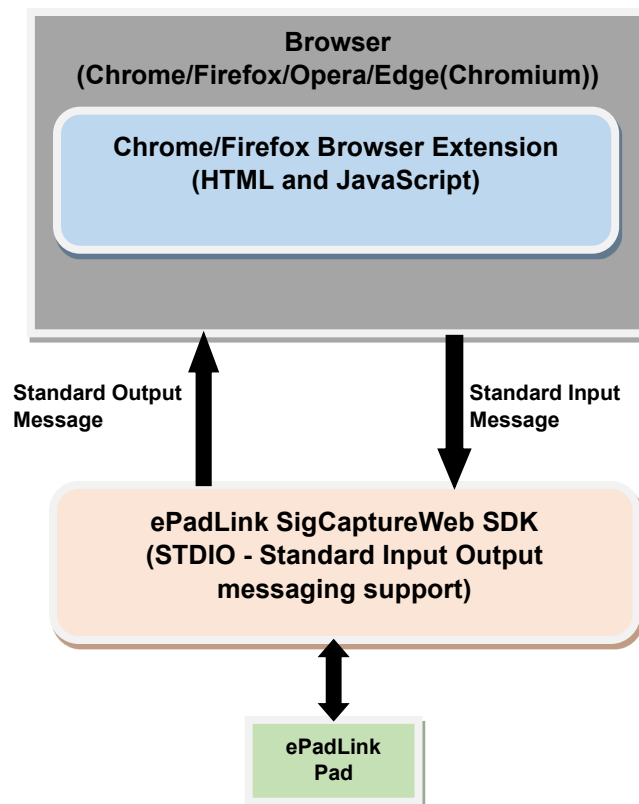 Browser
(Chrome/Firefox/Opera/Edge(Chromium))
Chrome/Firefox Browser Extension
(HTML and JavaScript)
Standard Output
Message
Standard Input
Message
ePadLink SigCaptureWeb SDK
(STDIO - Standard Input Output
messaging support)
ePadLink
Pad